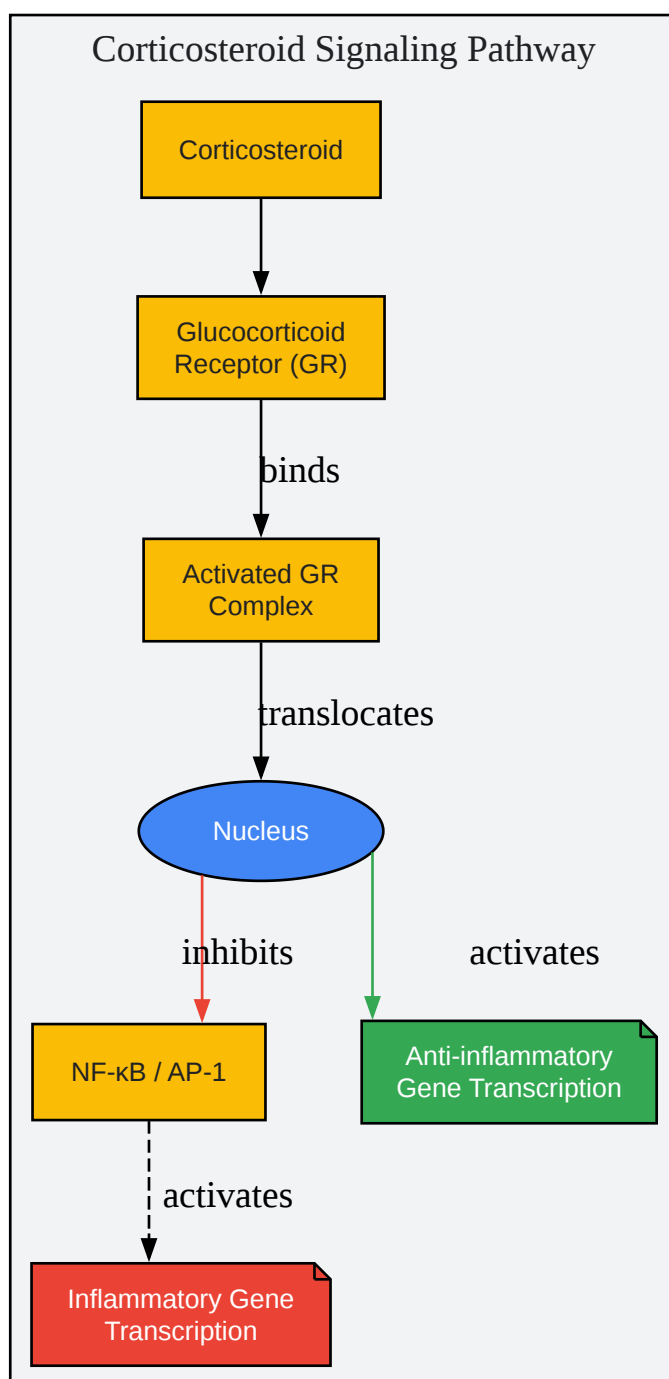 Corticosteroid Signaling Pathway
Corticosteroid
Glucocorticoid
Receptor (GR)
binds
Activated GR
Complex
translocates
Nucleus
inhibits
activates
NF-κB / AP-1
Anti-inflammatory
Gene Transcription
activates
Inflammatory Gene
Transcription